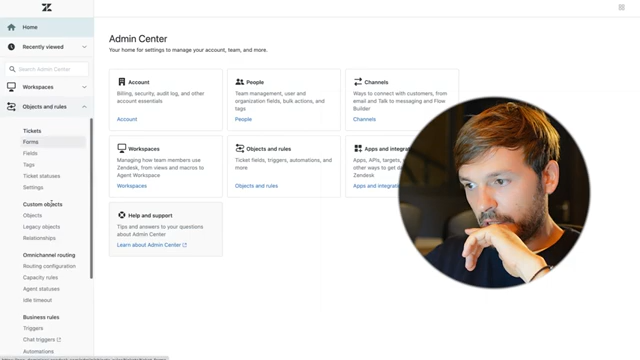 Home
Recently viewed
Search Admin Center
Workspaces
Objects and rules
Tickets
Forms
Fields
Tags
Ticket statuses
Settings
Custom objects
Objects
Legacy objects
Relationships
Omnichannel routing
Routing configuration
Capacity rules
Agent statuses
Idle timeout
Business rules
Triggers
Chat triggers
Automations
Admin Center
Your home for settings to manage your account, team, and more.
Account
Billing, security, audit log, and other
account essentials
Account
People
Team management, user and
organization fields, bulk actions, and
tags
People
Channels
Ways to connect with customers, from
email and Talk to messaging and Flow
Builder
Channels
Workspaces
Managing how team members use
Zendesk, from views and macros to
Agent Workspace
Workspaces
Objects and rules
Ticket fields, triggers, automations, and
more
Objects and rules
Apps and
Apps, APIs, targets,
other ways to get
Zendesk
Apps and
Help and support
Tips and answers to your questions
about Admin Center
Learn about Admin Center